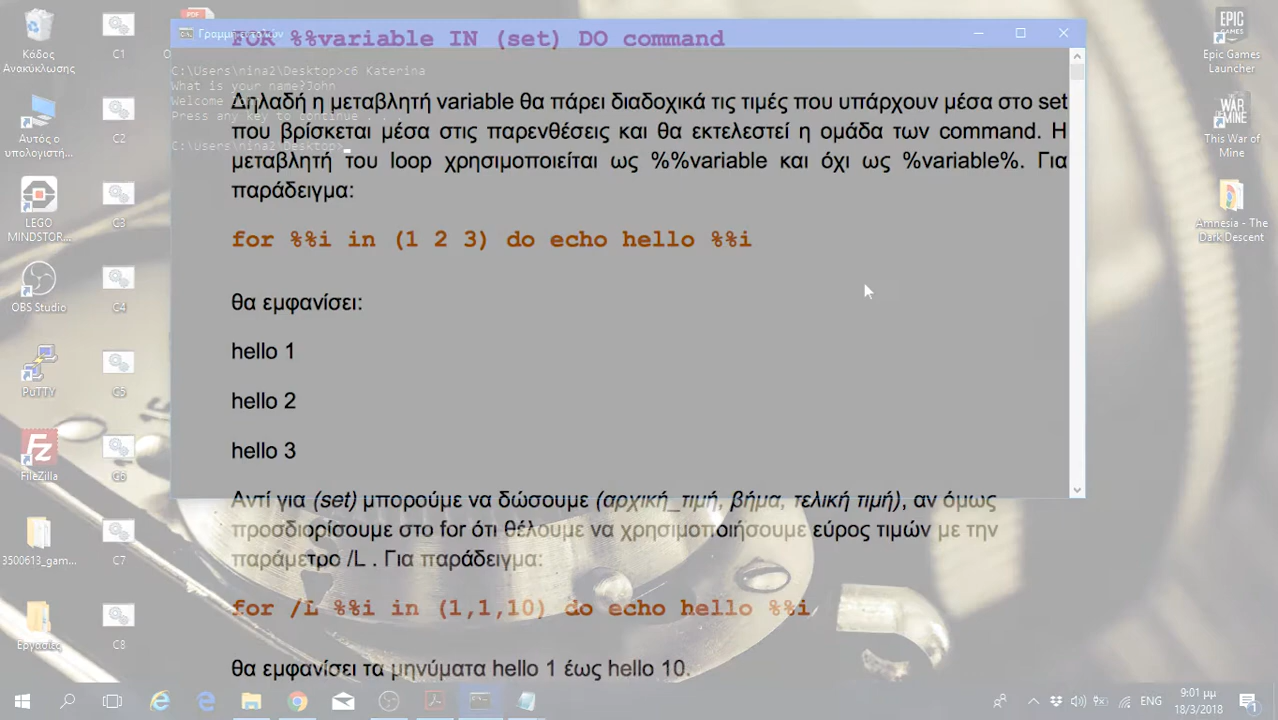 Κάδος Ανακύκλωσης
C1
Epic Games Launcher
Γραμμή εντολών
FOR %%variable IN (set) DO command
C:\Users\nina2\Desktop>c6 Katerina
What is your name?John
Welcome
Press any key to continue . . .
C:\Users\nina2\Desktop>
Δηλαδή η μεταβλητή variable θα πάρει διαδοχικά τις τιμές που υπάρχουν μέσα στο set
που βρίσκεται μέσα στις παρενθέσεις και θα εκτελεστεί η ομάδα των command. Η
μεταβλητή του loop χρησιμοποιείται ως %%variable και όχι ως %variable%. Για
παράδειγμα:
for %%i in (1 2 3) do echo hello %%i
θα εμφανίσει:
hello 1
hello 2
hello 3
Αντί για (set) μπορούμε να δώσουμε (αρχική_τιμή, βήμα, τελική τιμή), αν όμως
προσδιορίσουμε στο for ότι θέλουμε να χρησιμοποιήσουμε εύρος τιμών με την
παράμετρο /L . Για παράδειγμα:
for /L %%i in (1,1,10) do echo hello %%i
θα εμφανίσει τα μηνύματα hello 1 έως hello 10.
Αυτός ο υπολογιστή...
C2
This War of Mine
LEGO MINDSTOR...
C3
Amnesia - The Dark Descent
OBS Studio
C4
PuTTY
C5
FileZilla
C6
3500613_gam...
C7
Εργασίες
C8
ENG
9:01 μμ
18/3/2018